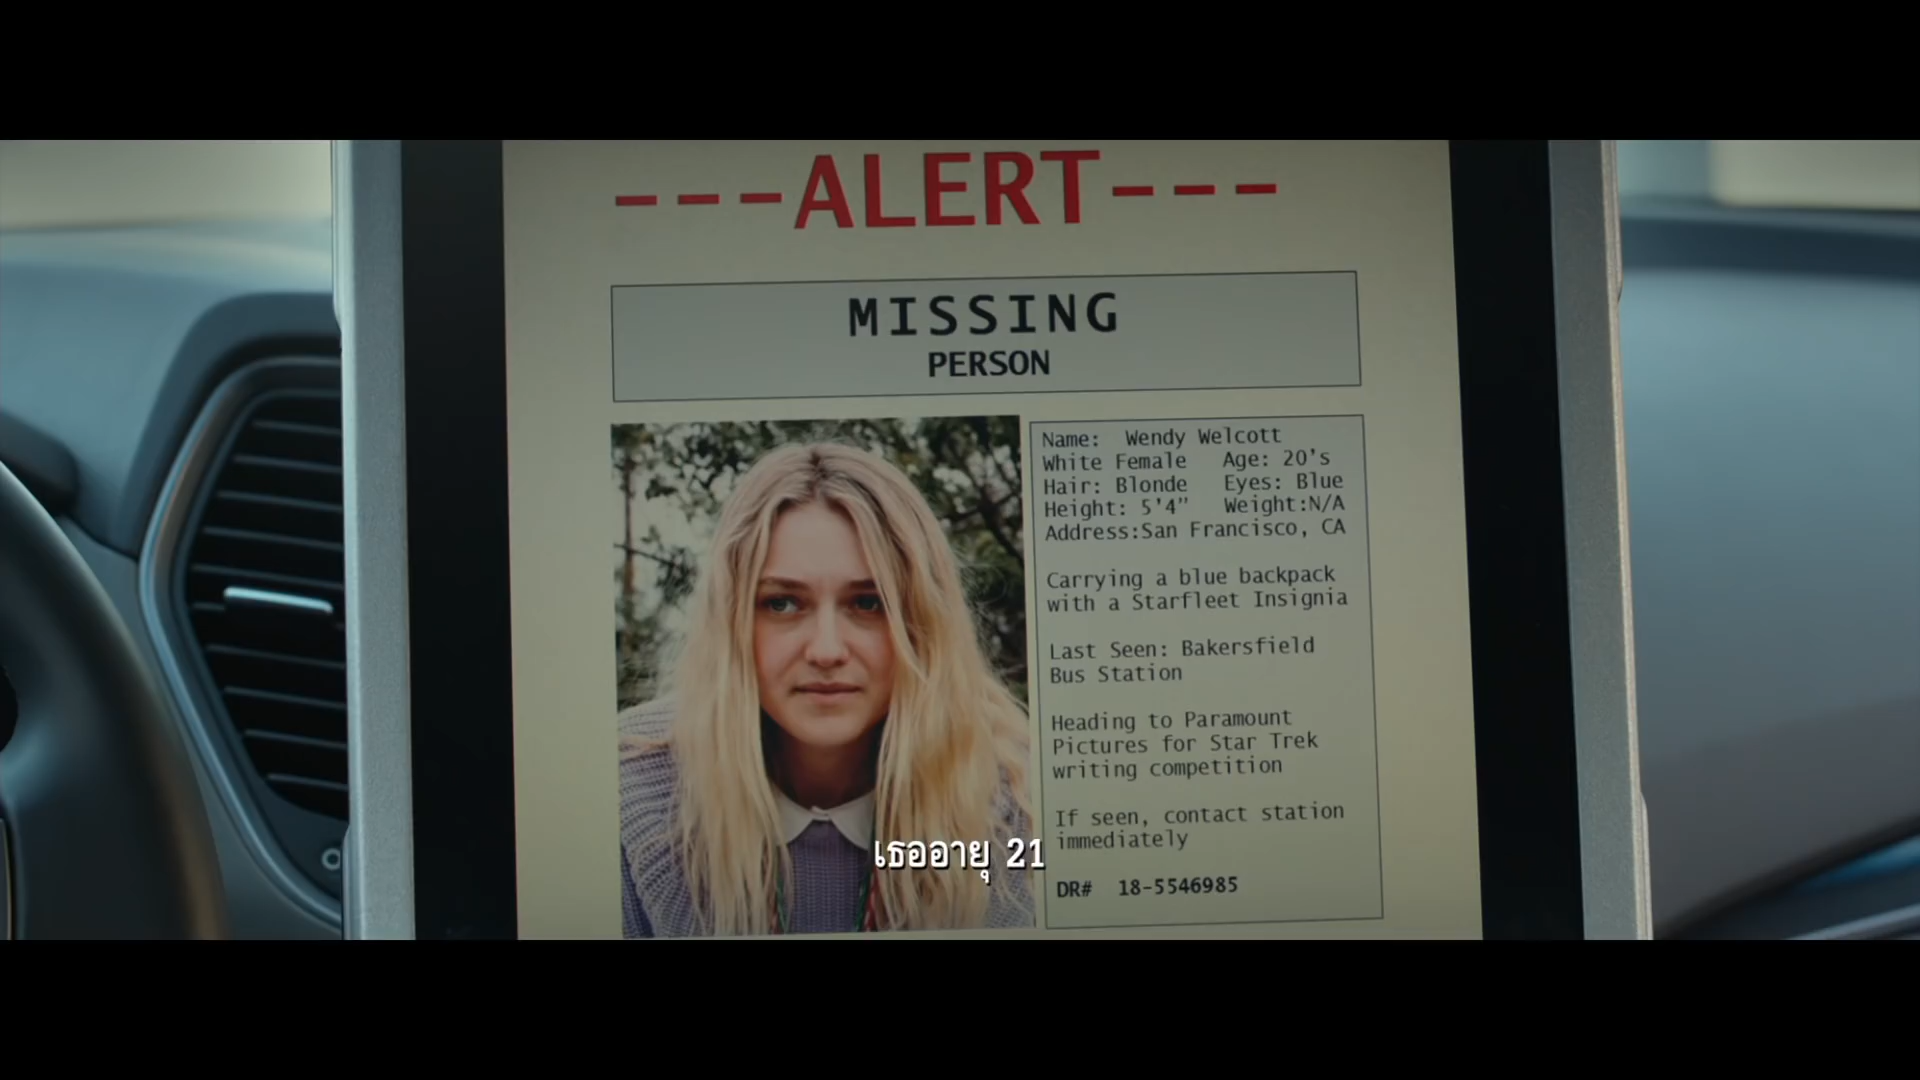 ---ALERT---
MISSING
PERSON
Name: Wendy Welcott
White Female Age: 20's
Hair: Blonde Eyes: Blue
Height: 5'4" Weight:N/A
Address:San Francisco, CA
Carrying a blue backpack
with a Starfleet Insignia
Last Seen: Bakersfield
Bus Station
Heading to Paramount
Pictures for Star Trek
writing competition
If seen, contact station
immediately
DR# 18-5546985
เธออายุ 21